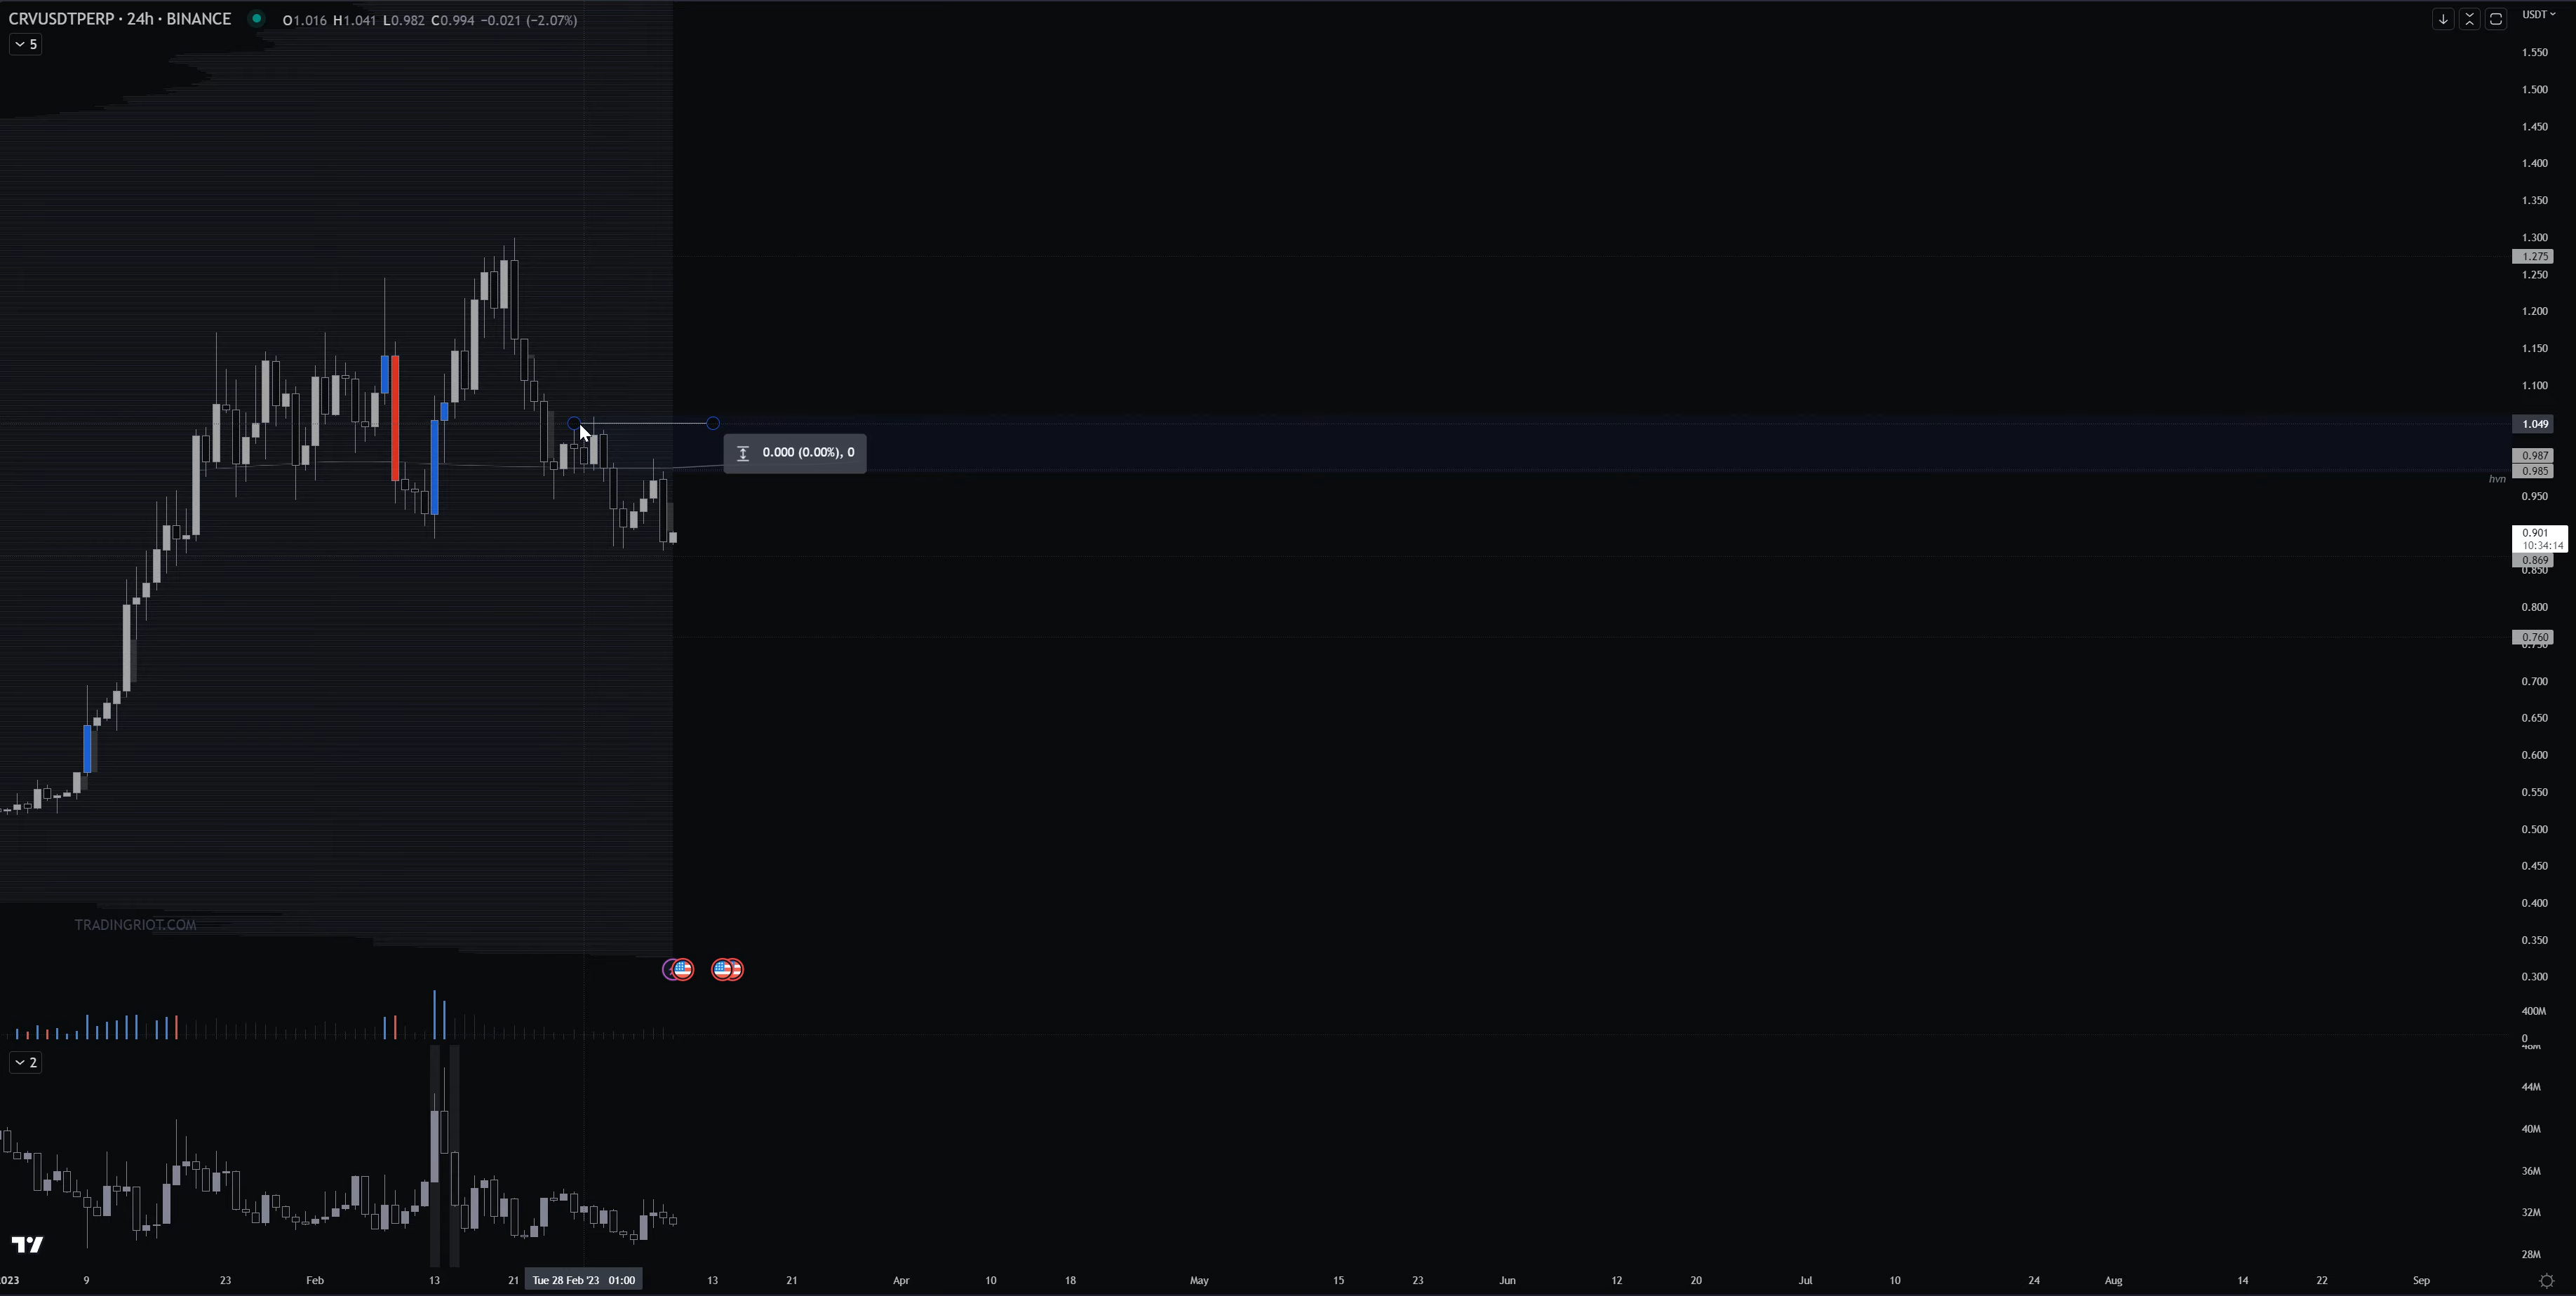 CRVUSDTPERP · 24h · BINANCE O1.016 H1.041 L0.982 C0.994 −0.021 (−2.07%)
USDT
5
1.550
1.500
1.450
1.400
1.350
1.300
1.275
1.250
1.200
1.150
1.100
1.049
0.000 (0.00%), 0
0.987
0.985
hvn
0.950
0.901
10:34:14
0.869
0.850
0.800
0.760
0.750
0.700
0.650
0.600
0.550
0.500
0.450
0.400
TRADINGRIOT.COM
0.350
0.300
400M
0
48M
2
44M
40M
36M
32M
28M
023 9 23 Feb 13 21 Tue 28 Feb '23 01:00 13 21 Apr 10 18 May 15 23 Jun 12 20 Jul 10 24 Aug 14 22 Sep